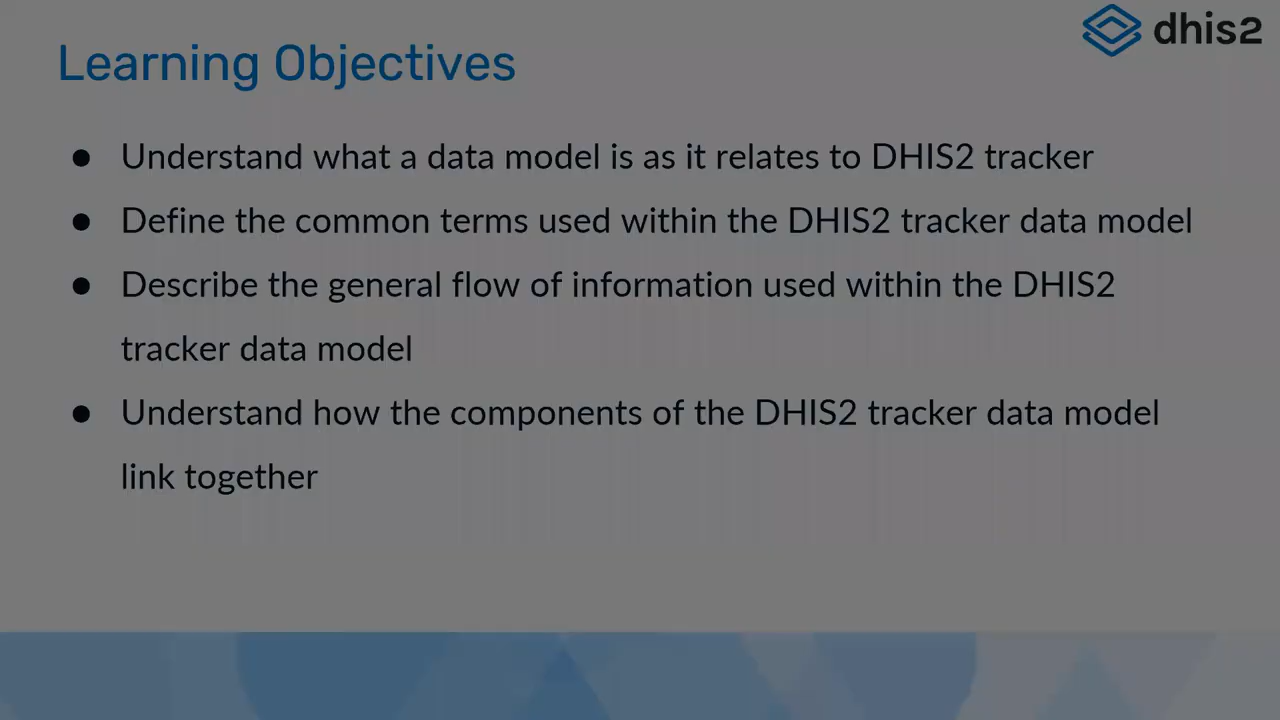 dhis2
Learning Objectives
● Understand what a data model is as it relates to DHIS2 tracker
● Define the common terms used within the DHIS2 tracker data model
● Describe the general flow of information used within the DHIS2
tracker data model
● Understand how the components of the DHIS2 tracker data model
link together